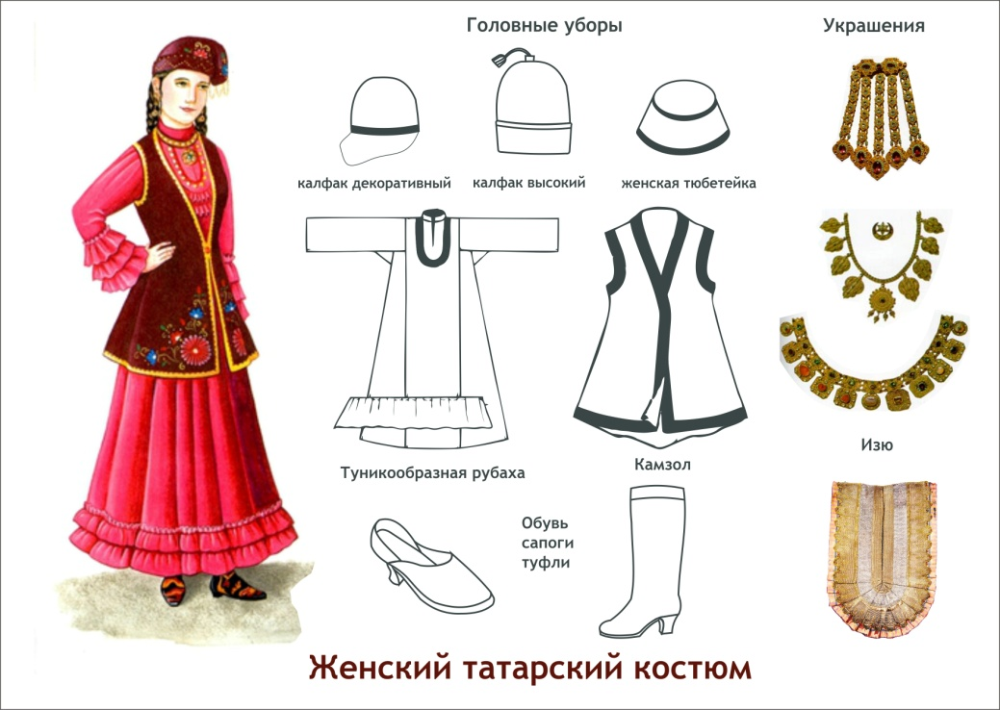 Головные уборы
Украшения
калфак декоративный
калфак высокий
женская тюбетейка
Туникообразная рубаха
Камзол
Изю
Обувь
сапоги
туфли
Женский татарский костюм